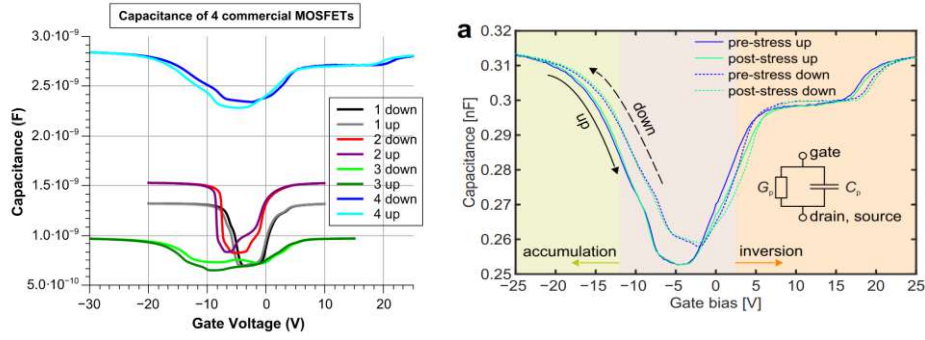 Capacitance of 4 commercial MOSFETs
3.0·10⁻⁹
2.5·10⁻⁹
2.0·10⁻⁹
1.5·10⁻⁹
1.0·10⁻⁹
5.0·10⁻¹⁰
Capacitance (F)
1 down
1 up
2 down
2 up
3 down
3 up
4 down
4 up
−30 −20 −10 0 10 20
Gate Voltage (V)
a
0.32
0.31
0.3
0.29
0.28
0.27
0.26
0.25
Capacitance [nF]
pre-stress up
post-stress up
pre-stress down
post-stress down
up
down
gate
Gₚ
Cₚ
drain, source
accumulation
inversion
−25 −20 −15 −10 −5 0 5 10 15 20 25
Gate bias [V]